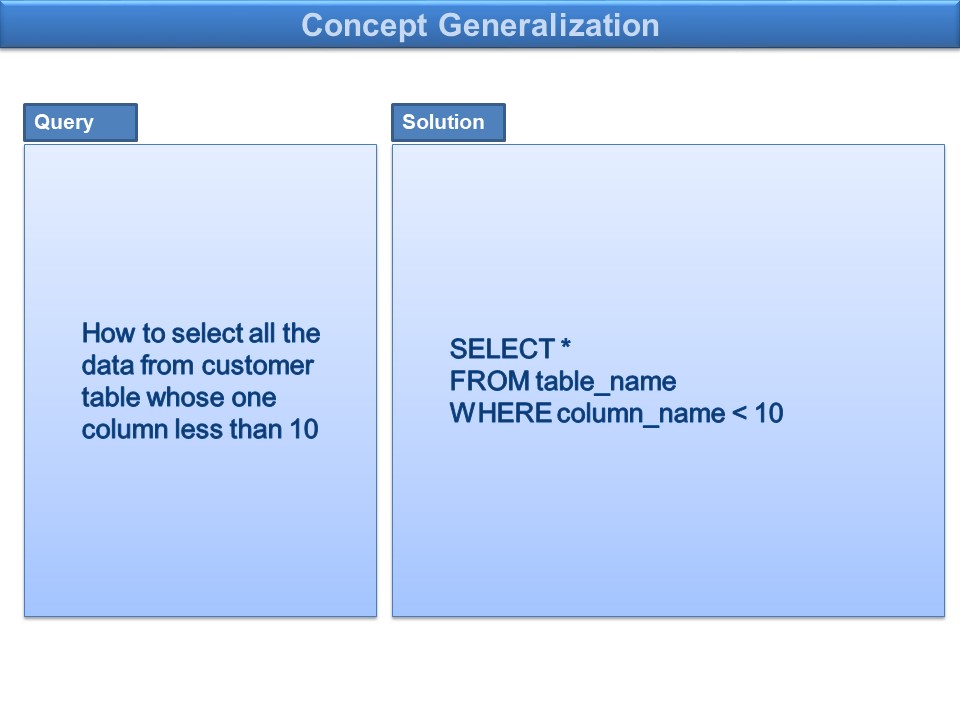 Concept Generalization
Query
How to select all the
data from customer
table whose one
column less than 10
Solution
SELECT *
FROM table_name
WHERE column_name < 10